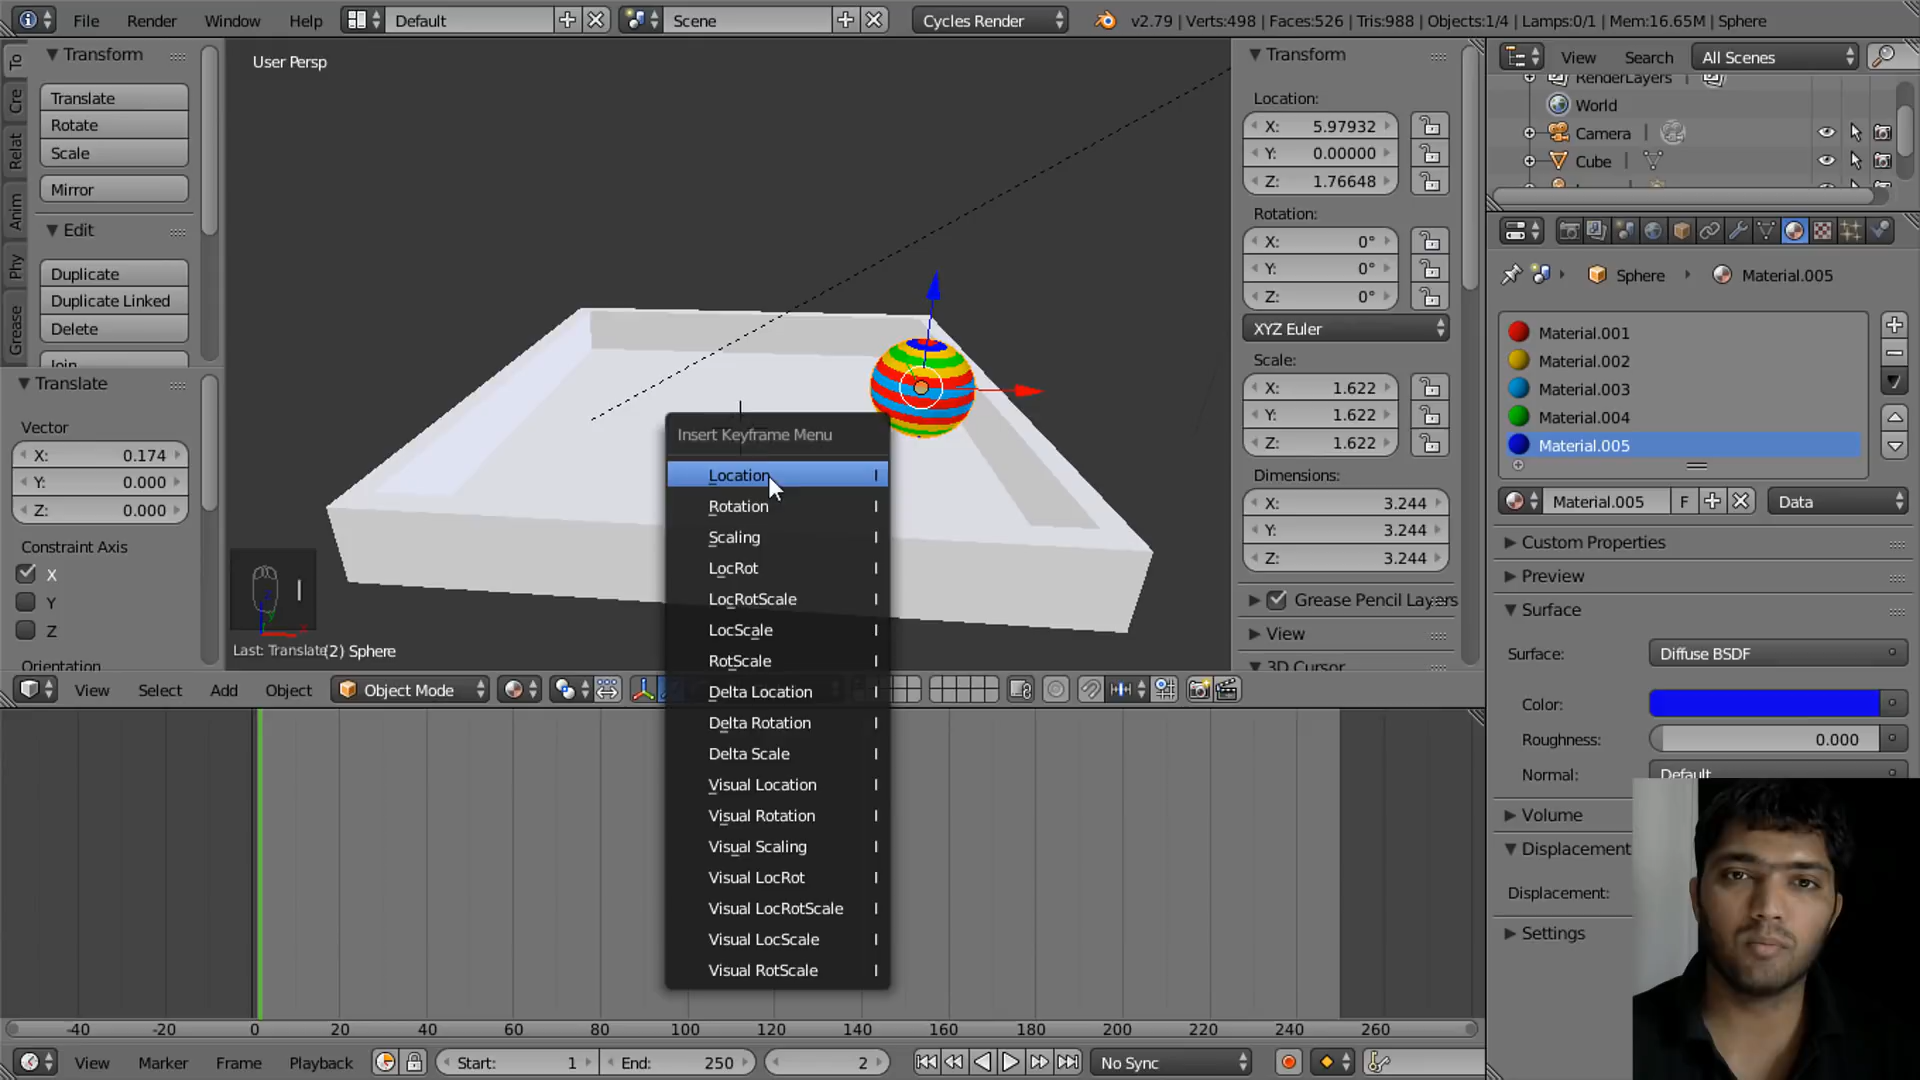 File Render Window Help Default Scene Cycles Render v2.79 | Verts:498 | Faces:526 | Tris:988 | Objects:1/4 | Lamps:0/1 | Mem:16.65M | Sphere
To
Cre
Relat
Anim
Phy
Grease
Transform
Translate
Rotate
Scale
Mirror
Edit
Duplicate
Duplicate Linked
Delete
Join
Translate
Vector
X: 0.174
Y: 0.000
Z: 0.000
Constraint Axis
X
Y
Z
Orientation
User Persp
I
Last: Translate (2) Sphere
Insert Keyframe Menu
Location I
Rotation I
Scaling I
LocRot I
LocRotScale I
LocScale I
RotScale I
Delta Location I
Delta Rotation I
Delta Scale I
Visual Location I
Visual Rotation I
Visual Scaling I
Visual LocRot I
Visual LocRotScale I
Visual LocScale I
Visual RotScale I
Transform
Location:
X: 5.97932
Y: 0.00000
Z: 1.76648
Rotation:
X: 0°
Y: 0°
Z: 0°
XYZ Euler
Scale:
X: 1.622
Y: 1.622
Z: 1.622
Dimensions:
X: 3.244
Y: 3.244
Z: 3.244
Grease Pencil Layers
View
3D Cursor
View Search All Scenes
RenderLayers
World
Camera
Cube
Sphere Material.005
Material.001
Material.002
Material.003
Material.004
Material.005
Material.005 F Data
Custom Properties
Preview
Surface
Surface: Diffuse BSDF
Color:
Roughness: 0.000
Normal: Default
Volume
Displacement
Displacement:
Settings
View Select Add Object Object Mode
-40 -20 0 20 40 60 80 100 120 140 160 180 200 220 240 260
View Marker Frame Playback Start: 1 End: 250 2 No Sync